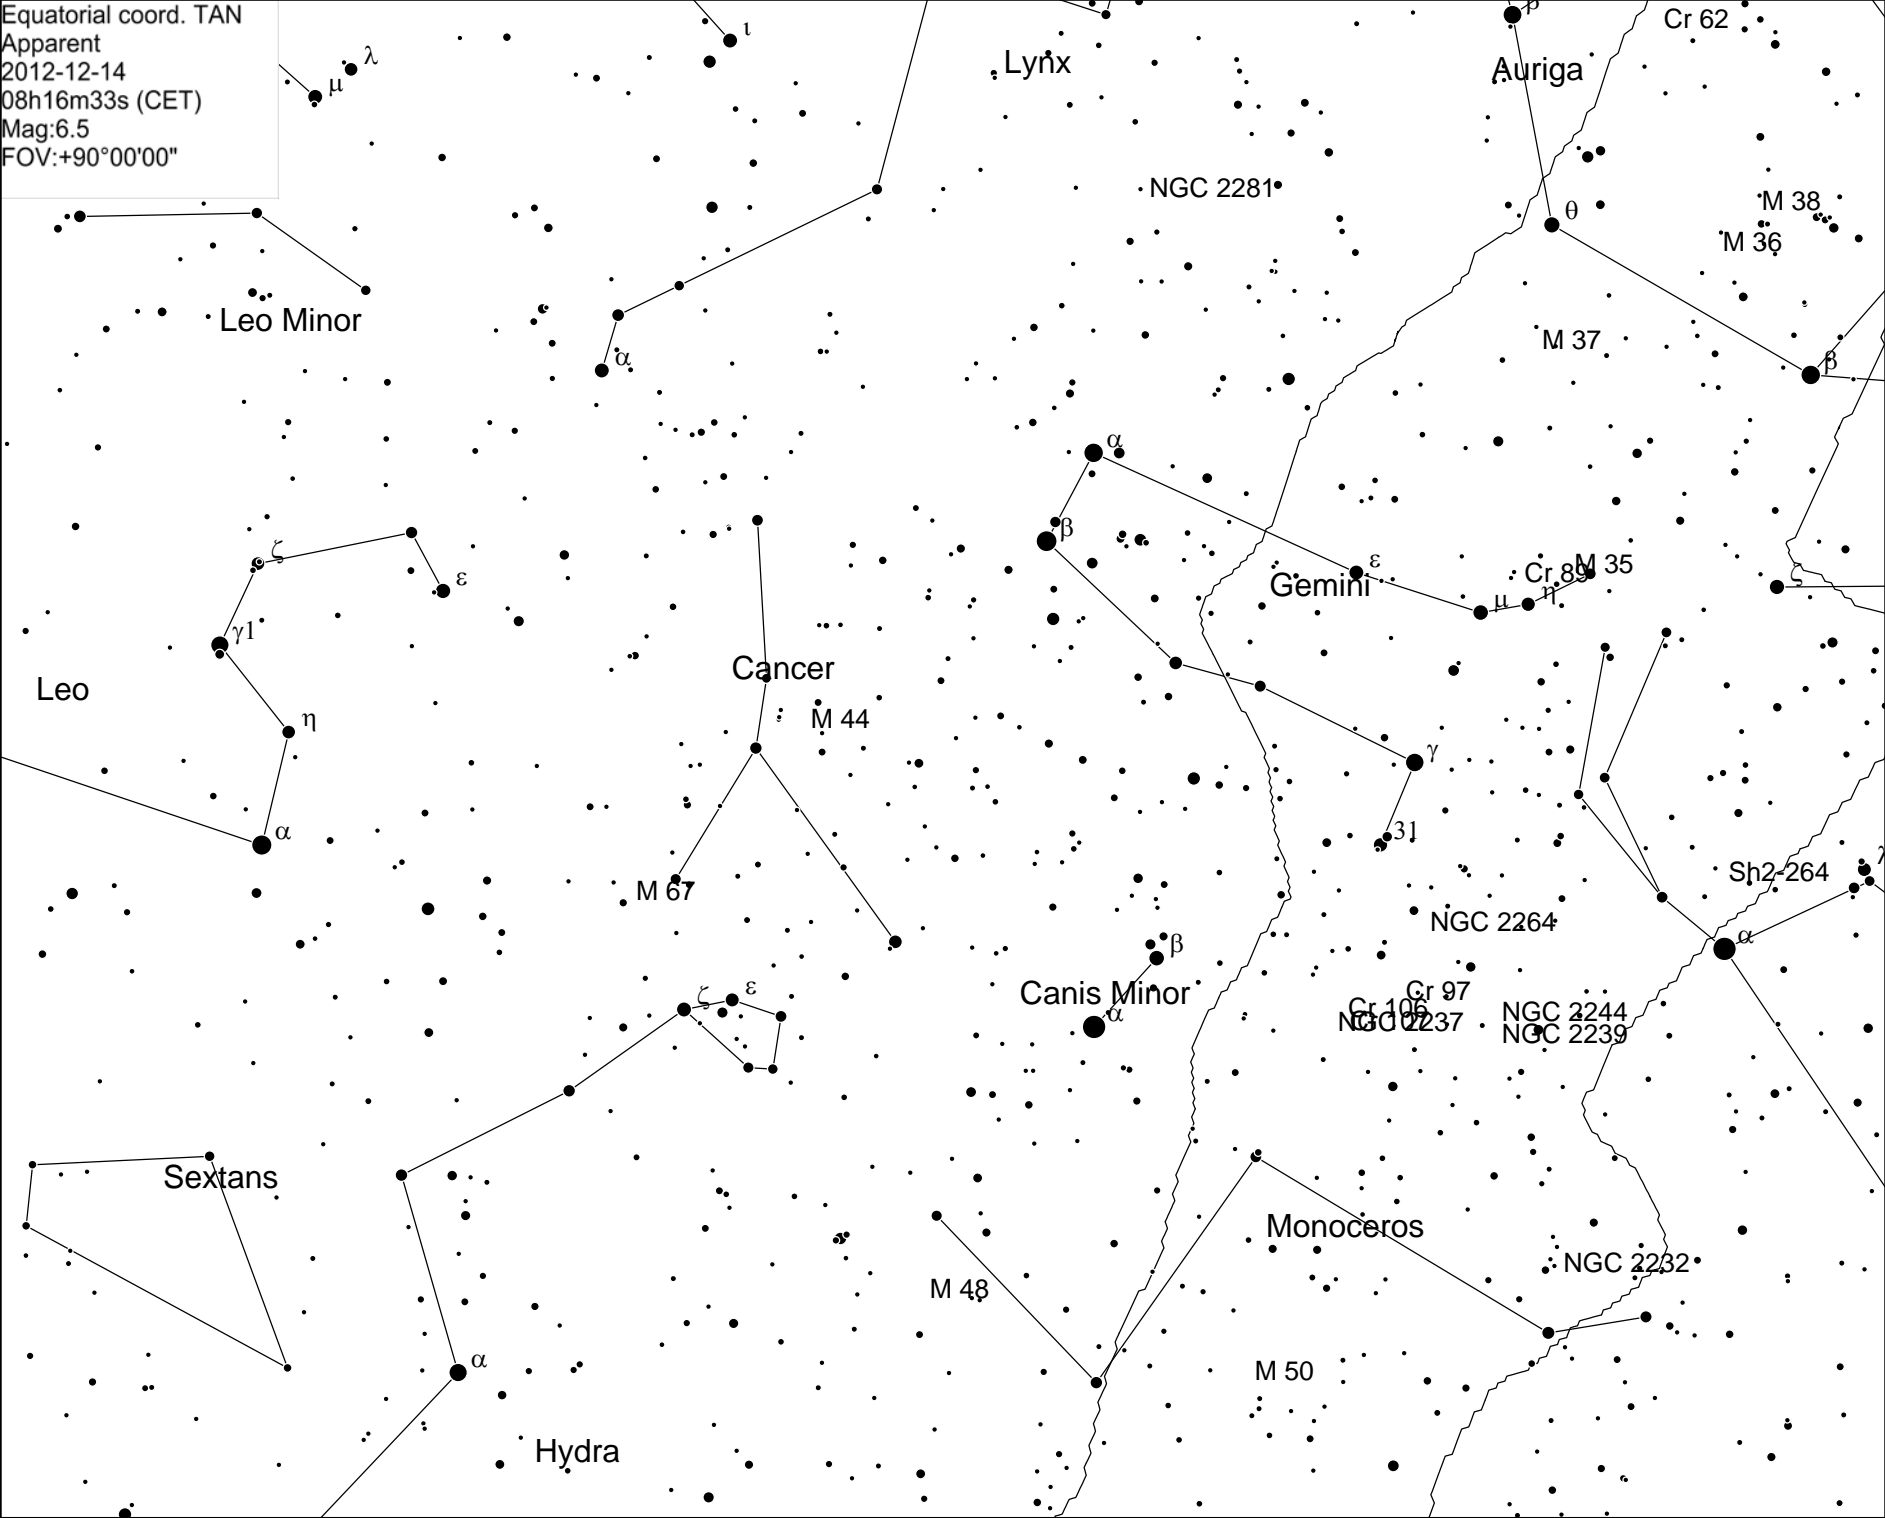 Equatorial coord. TAN
Apparent
2012-12-14
08h16m33s (CET)
Mag:6.5
FOV:+90°00'00"
λ
μ
ι
Lynx
β
Auriga
Cr 62
NGC 2281
θ
M 38
M 36
Leo Minor
α
M 37
β
α
β
ζ
ε
ε
Gemini
Cr 89
M 35
μ
η
ζ
γ1
Leo
η
Cancer
M 44
γ
α
31
λ
Sh2-264
M 67
NGC 2264
α
β
ζ
ε
Canis Minor
α
Cr 97
Cr 106
NGC 2237
NGC 2244
NGC 2239
Sextans
Monoceros
NGC 2232
M 48
α
M 50
Hydra